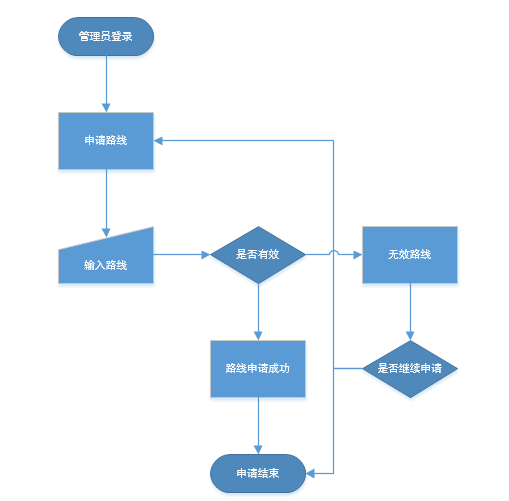 管理员登录
申请路线
输入路线
是否有效
无效路线
路线申请成功
是否继续申请
申请结束